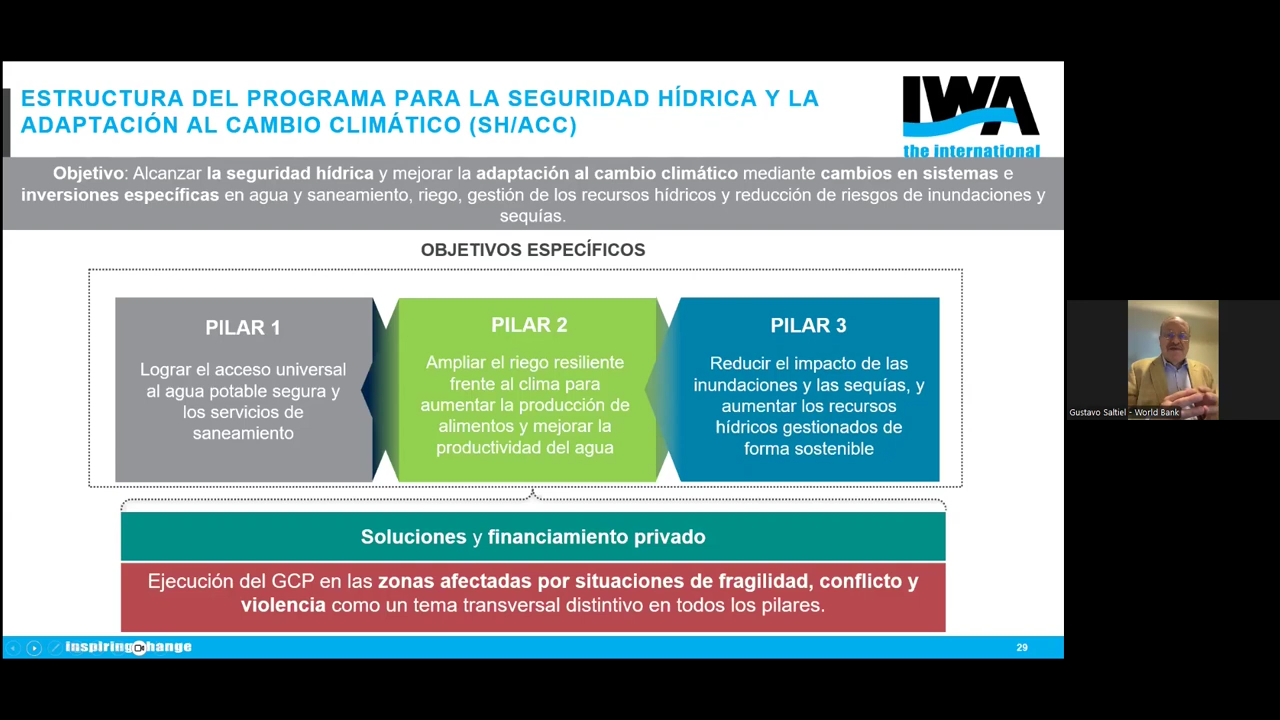 ESTRUCTURA DEL PROGRAMA PARA LA SEGURIDAD HÍDRICA Y LA
ADAPTACIÓN AL CAMBIO CLIMÁTICO (SH/ACC)
IWA
the international
Objetivo: Alcanzar la seguridad hídrica y mejorar la adaptación al cambio climático mediante cambios en sistemas e
inversiones específicas en agua y saneamiento, riego, gestión de los recursos hídricos y reducción de riesgos de inundaciones y
sequías.
OBJETIVOS ESPECÍFICOS
PILAR 1
Lograr el acceso universal
al agua potable segura y
los servicios de
saneamiento
PILAR 2
Ampliar el riego resiliente
frente al clima para
aumentar la producción de
alimentos y mejorar la
productividad del agua
PILAR 3
Reducir el impacto de las
inundaciones y las sequías, y
aumentar los recursos
hídricos gestionados de
forma sostenible
Gustavo Saltiel - World Bank
Soluciones y financiamiento privado
Ejecución del GCP en las zonas afectadas por situaciones de fragilidad, conflicto y
violencia como un tema transversal distintivo en todos los pilares.
inspiring change
29